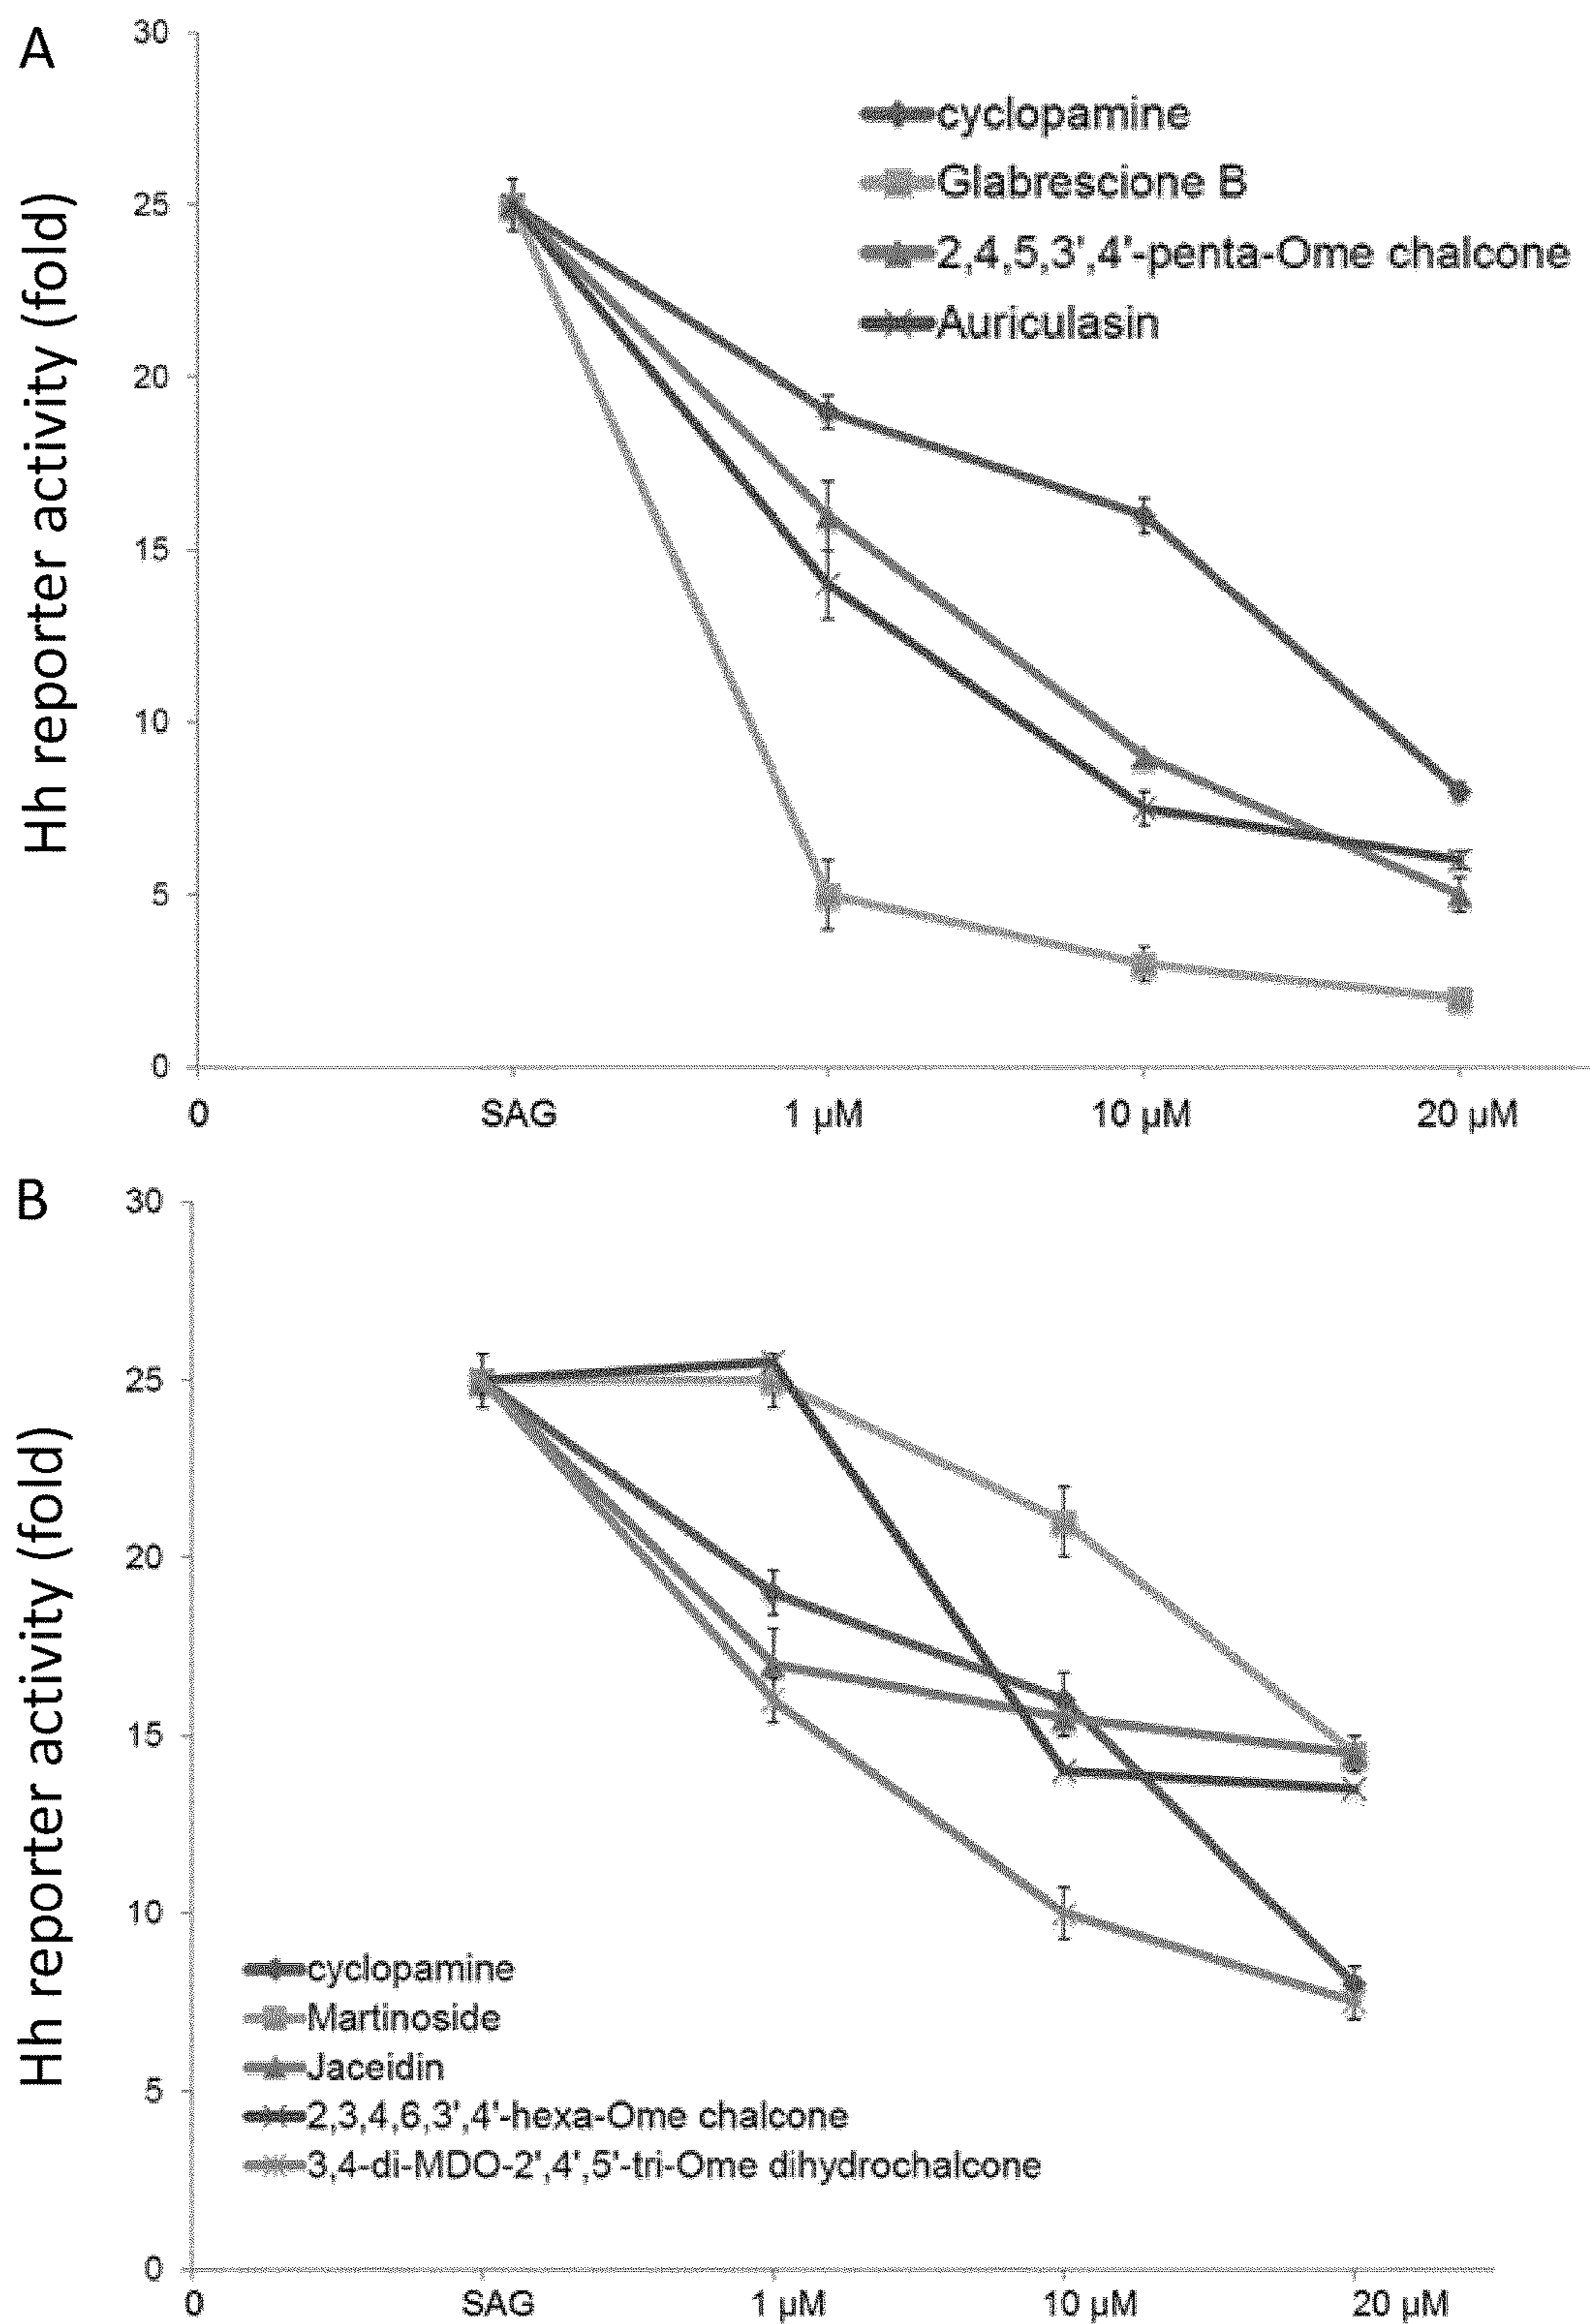 A
30
25
20
15
10
5
0
Hh reporter activity (fold)
cyclopamine
Glabrescione B
2,4,5,3',4'-penta-Ome chalcone
Auriculasin
0 SAG 1 µM 10 µM 20 µM
B
30
25
20
15
10
5
0
Hh reporter activity (fold)
cyclopamine
Martinoside
Jaceidin
2,3,4,6,3',4'-hexa-Ome chalcone
3,4-di-MDO-2',4',5'-tri-Ome dihydrochalcone
0 SAG 1 µM 10 µM 20 µM